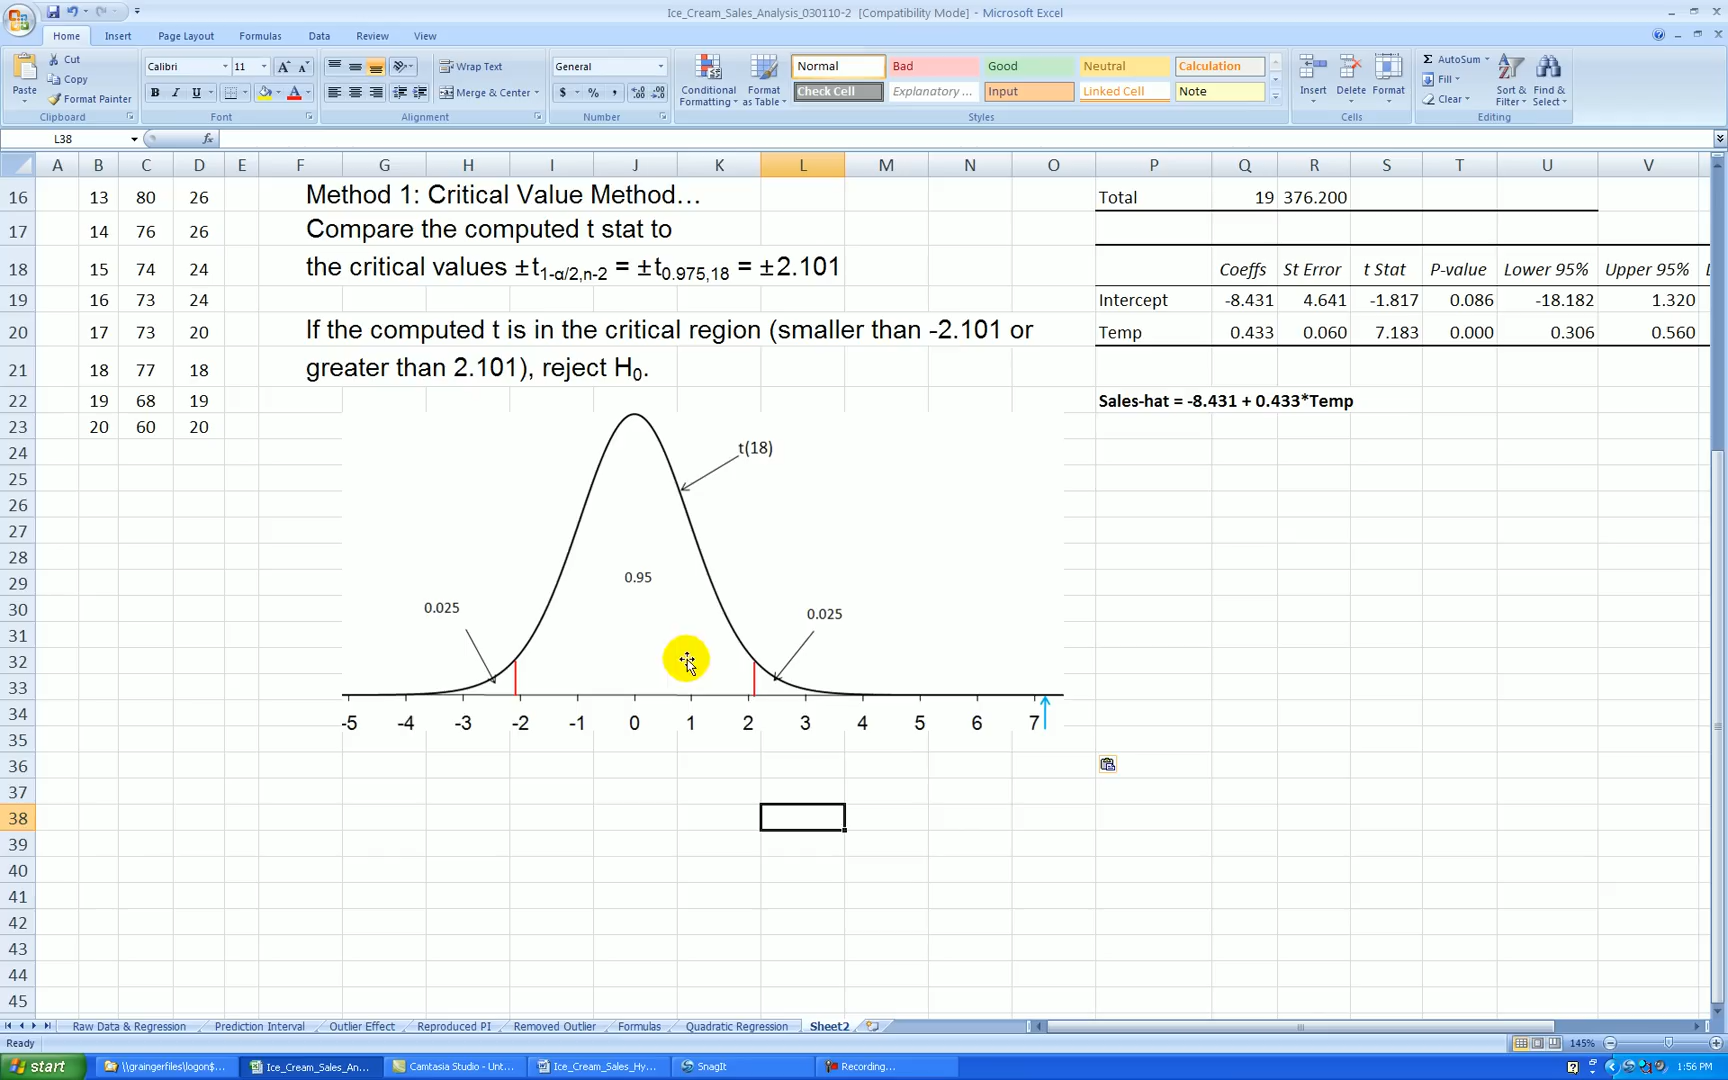 Ice_Cream_Sales_Analysis_030110-2 [Compatibility Mode] - Microsoft Excel
Home Insert Page Layout Formulas Data Review View
Paste Cut Copy Format Painter
Calibri 11
Wrap Text
Merge & Center
General
Conditional Formatting
Format as Table
Normal Bad Good Neutral Calculation
Check Cell Explanatory ... Input Linked Cell Note
Insert Delete Format
AutoSum
Fill
Clear
Sort & Filter
Find & Select
Clipboard Font Alignment Number Styles Cells Editing
L38 fx
A B C D E F G H I J K L M N O P Q R S T U V
16 13 80 26 Method 1: Critical Value Method… Total 19 376.200
17 14 76 26 Compare the computed t stat to
18 15 74 24 the critical values ±t1-α/2,n-2 = ±t0.975,18 = ±2.101 Coeffs St Error t Stat P-value Lower 95% Upper 95%
19 16 73 24 Intercept -8.431 4.641 -1.817 0.086 -18.182 1.320
20 17 73 20 If the computed t is in the critical region (smaller than -2.101 or Temp 0.433 0.060 7.183 0.000 0.306 0.560
21 18 77 18 greater than 2.101), reject H0.
22 19 68 19 Sales-hat = -8.431 + 0.433*Temp
23 20 60 20
24 t(18)
25
26
27
28
29 0.95
30 0.025 0.025
31
32
33
34 -5 -4 -3 -2 -1 0 1 2 3 4 5 6 7
35
36
37
38
39
40
41
42
43
44
45
Raw Data & Regression Prediction Interval Outlier Effect Reproduced PI Removed Outlier Formulas Quadratic Regression Sheet2
Ready 145%
start \\graingerfiles\logon$... Ice_Cream_Sales_An... Camtasia Studio - Unt... Ice_Cream_Sales_Hy... SnagIt Recording... 1:56 PM